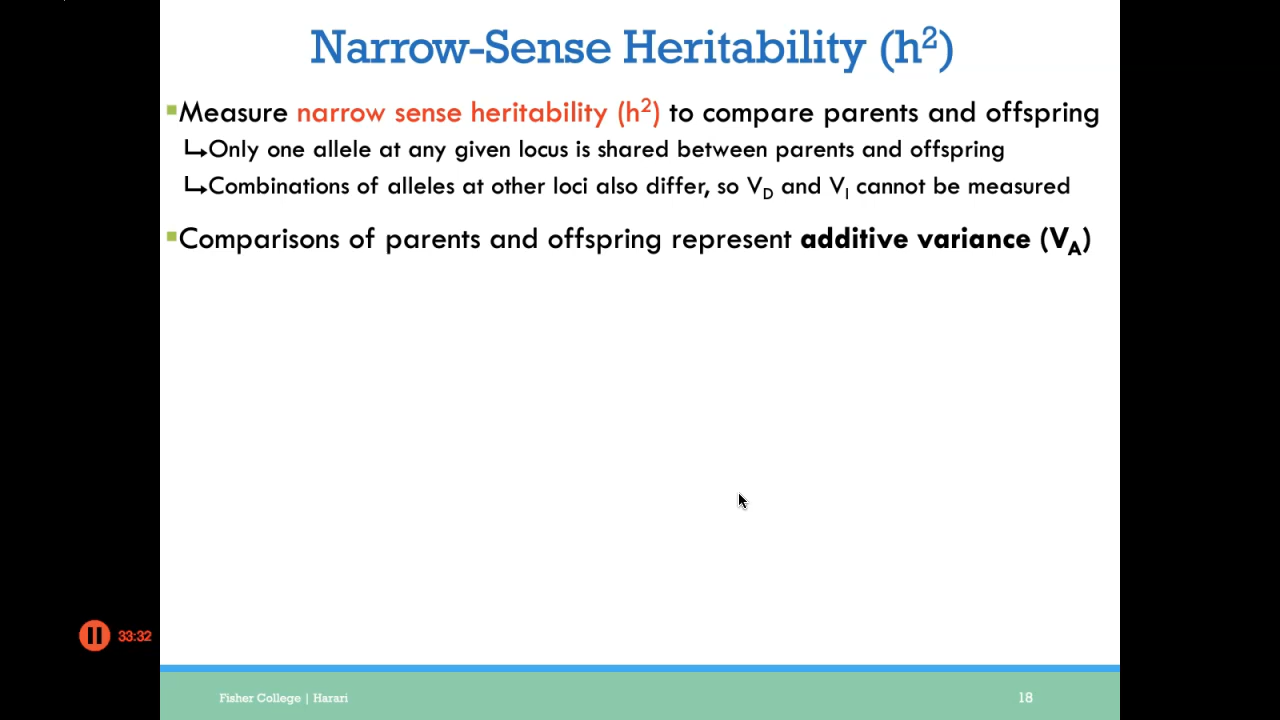 Narrow-Sense Heritability (h²)
▪Measure narrow sense heritability (h²) to compare parents and offspring
↳Only one allele at any given locus is shared between parents and offspring
↳Combinations of alleles at other loci also differ, so V_D and V_I cannot be measured
▪Comparisons of parents and offspring represent additive variance (V_A)
33:32
Fisher College | Harari 18